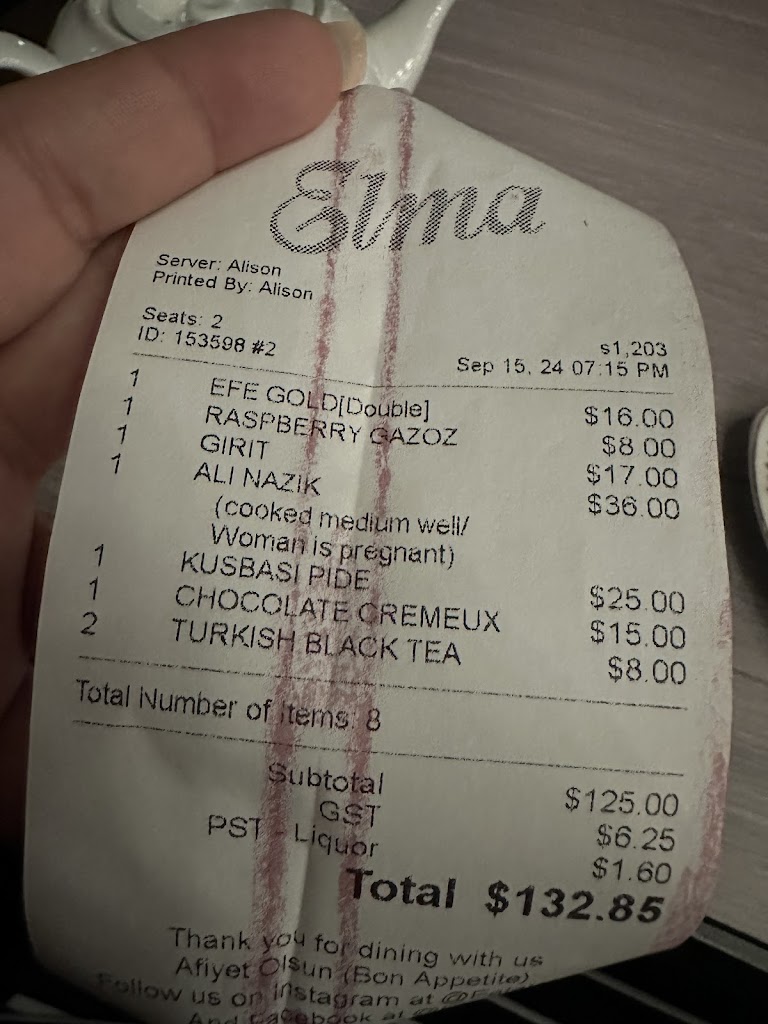 Elma
Server: Alison
Printed By: Alison
Seats: 2
ID: 153598 #2
$1,203
Sep 15, 24 07:15 PM
1 EFE GOLD[Double] $16.00
1 RASPBERRY GAZOZ $8.00
1 GIRIT $17.00
1 ALI NAZIK $36.00
(cooked medium well/
Woman is pregnant)
1 KUSBASI PIDE $25.00
1 CHOCOLATE CREMEUX $15.00
2 TURKISH BLACK TEA $8.00
Total Number of items: 8
Subtotal $125.00
GST $6.25
PST - Liquor $1.60
Total $132.85
Thank you for dining with us
Afiyet Olsun (Bon Appetite)
Follow us on Instagram at
And Facebook at